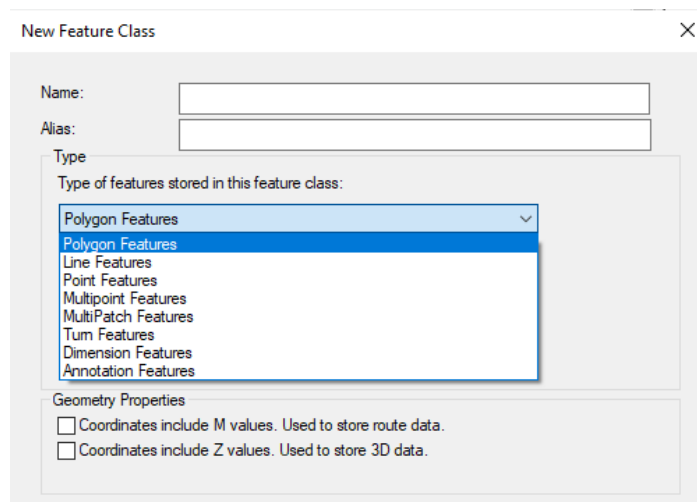 New Feature Class
Name:
Alias:
Type
Type of features stored in this feature class:
Polygon Features
Polygon Features
Line Features
Point Features
Multipoint Features
MultiPatch Features
Turn Features
Dimension Features
Annotation Features
Geometry Properties
Coordinates include M values. Used to store route data.
Coordinates include Z values. Used to store 3D data.